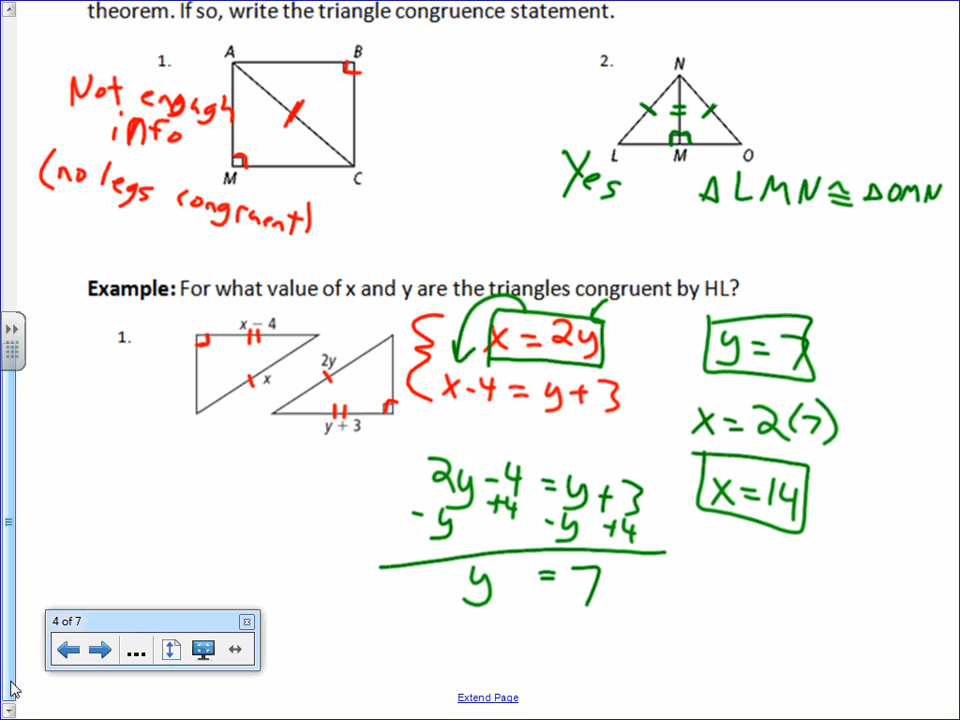 theorem. If so, write the triangle congruence statement.
1.
A
B
M
C
Not enough
info
(no legs congruent)
2.
N
L
M
O
Yes
△LMN ≅ △OMN
Example: For what value of x and y are the triangles congruent by HL?
1.
x − 4
x
2y
y + 3
x = 2y
x - 4 = y + 3
2y - 4 = y + 3
- y +4 - y +4
y = 7
y = 7
x = 2(7)
x = 14
4 of 7
...
Extend Page